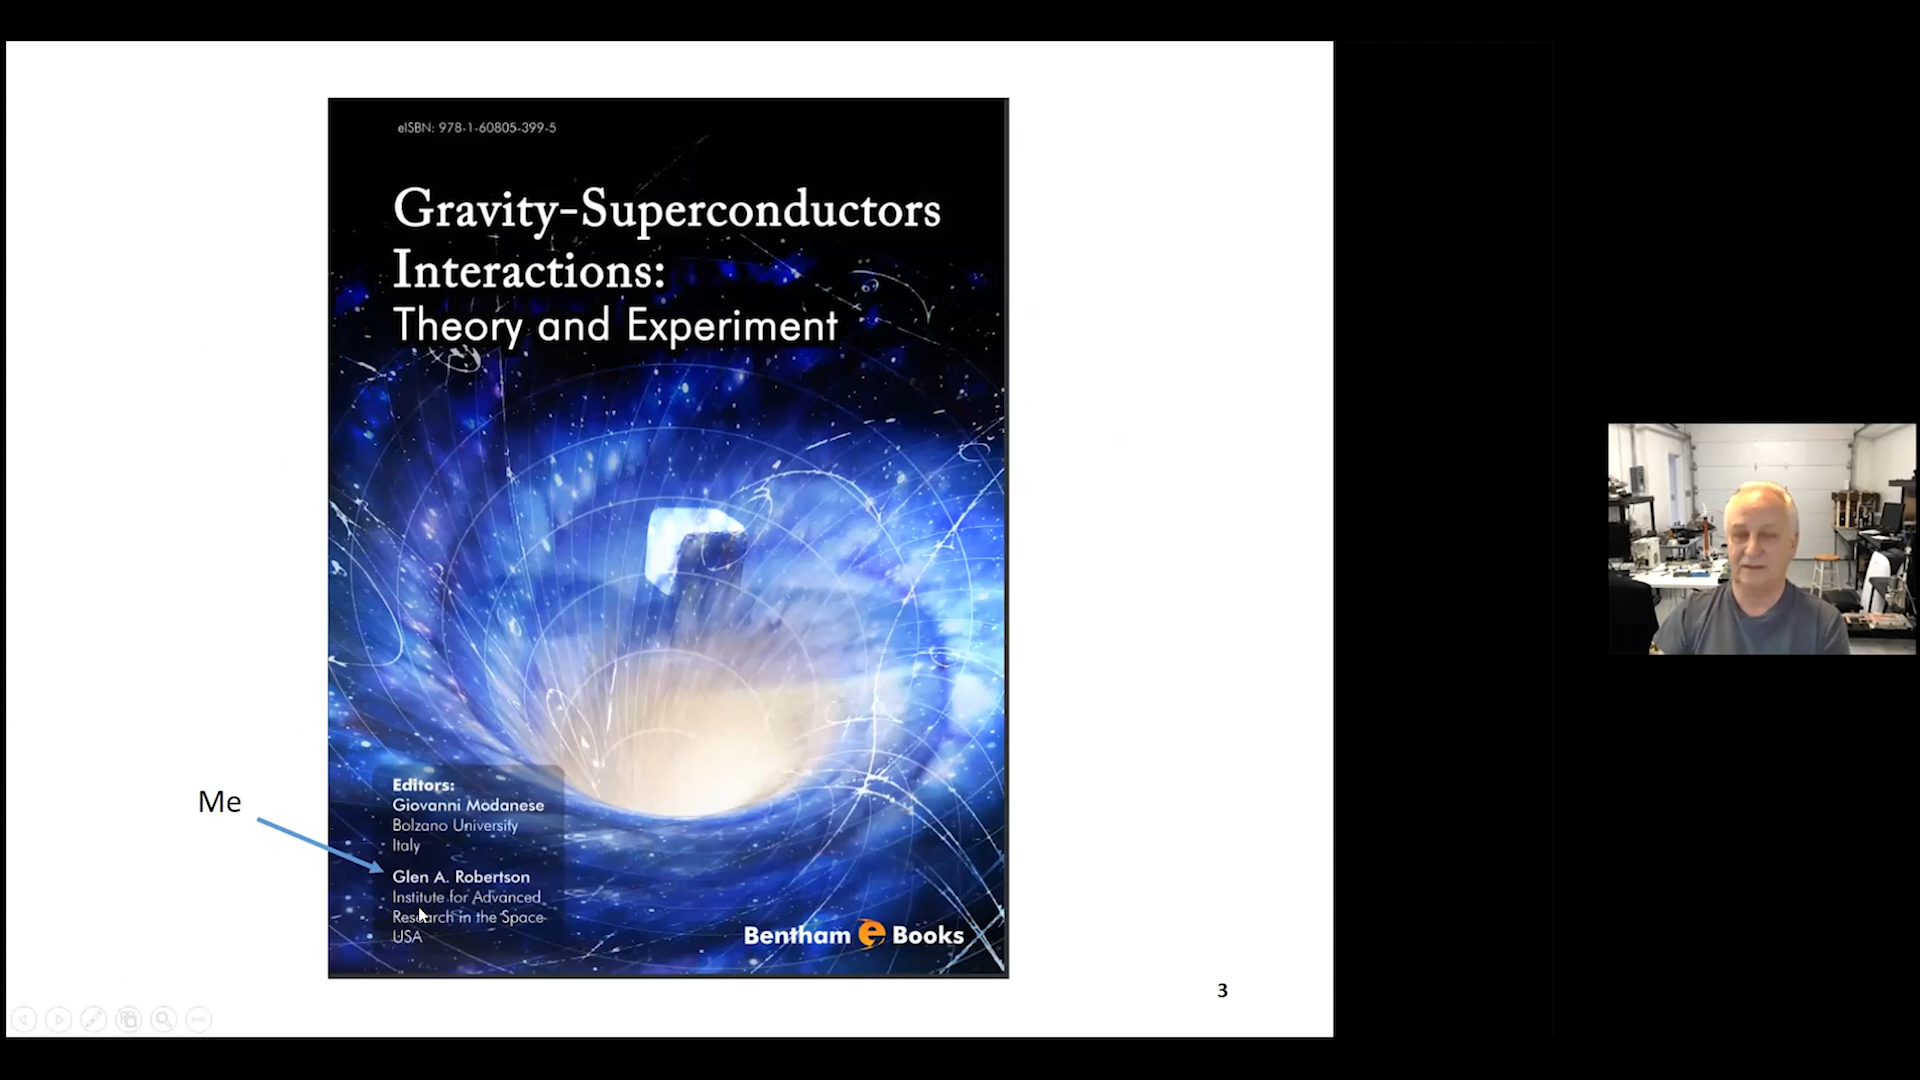 eISBN: 978-1-60805-399-5
Gravity-Superconductors
Interactions:
Theory and Experiment
Me
Editors:
Giovanni Modanese
Bolzano University
Italy
Glen A. Robertson
Institute for Advanced
Research in the Space
USA
Bentham e Books
3